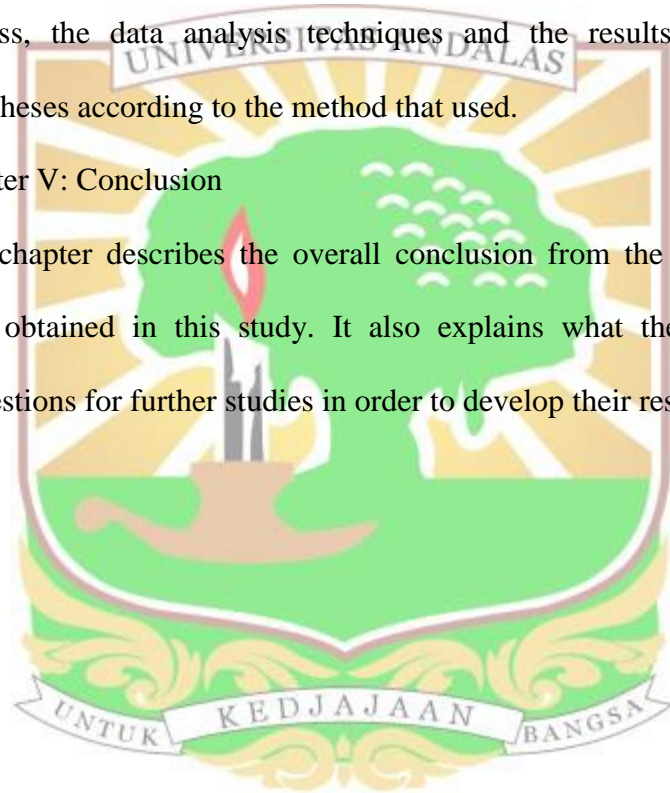 ss, the data analysis techniques and the results
UNIVERSITAS ANDALAS
theses according to the method that used.
ter V: Conclusion
chapter describes the overall conclusion from the
obtained in this study. It also explains what the
estions for further studies in order to develop their res
UNTUK KEDJAJAAN BANGSA